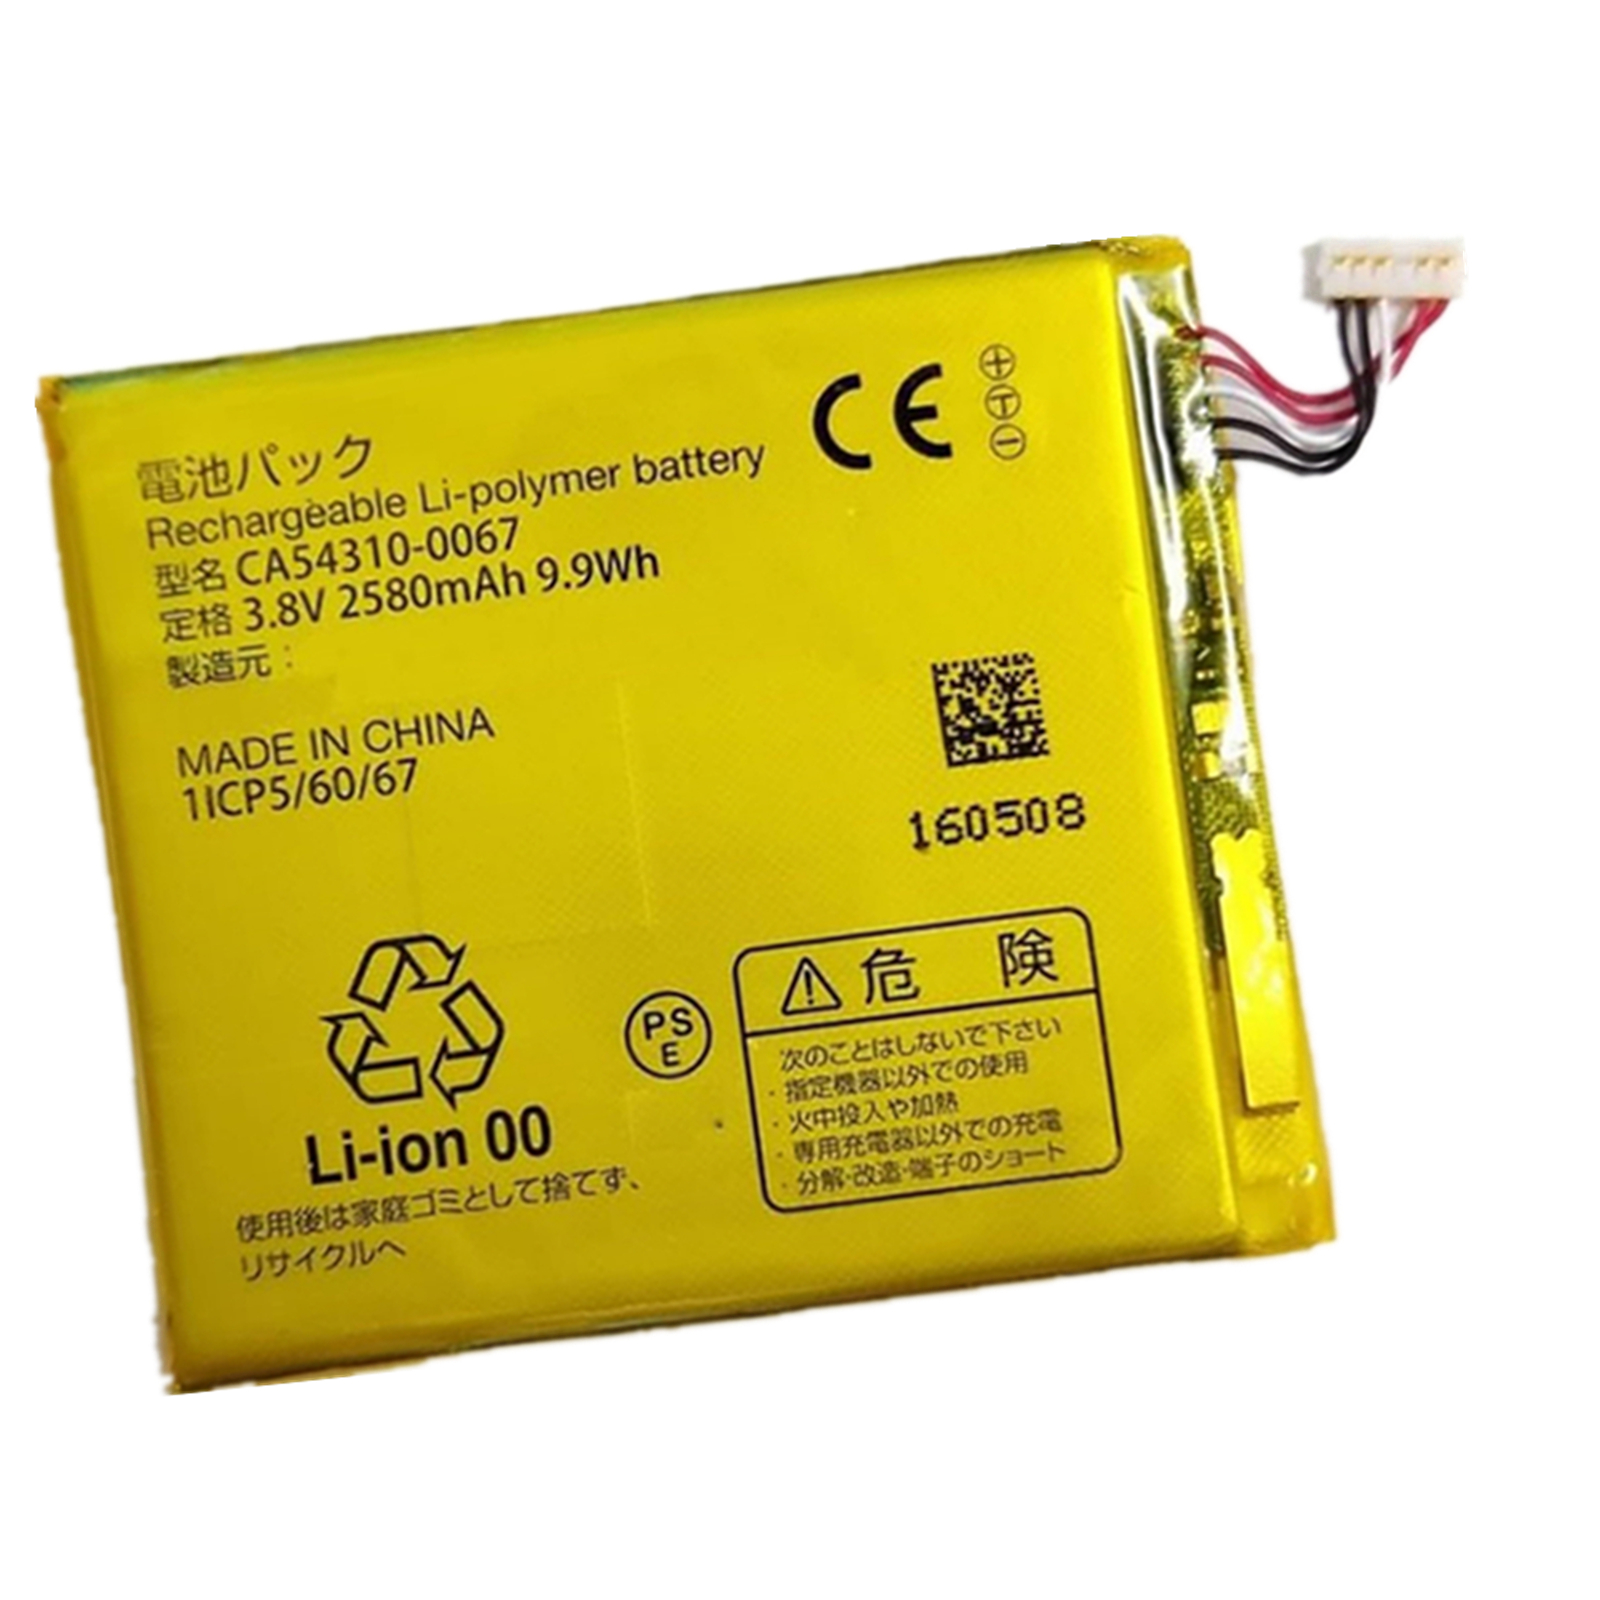 電池パック
Rechargeable Li-polymer battery
型名 CA54310-0067
定格 3.8V 2580mAh 9.9Wh
製造元:
MADE IN CHINA
1ICP5/60/67
CE
+
T
-
160508
Li-ion 00
使用後は家庭ゴミとして捨てず、
リサイクルへ
PS
E
危 険
次のことはしないで下さい
・指定機器以外での使用
・火中投入や加熱
・専用充電器以外での充電
・分解・改造・端子のショート